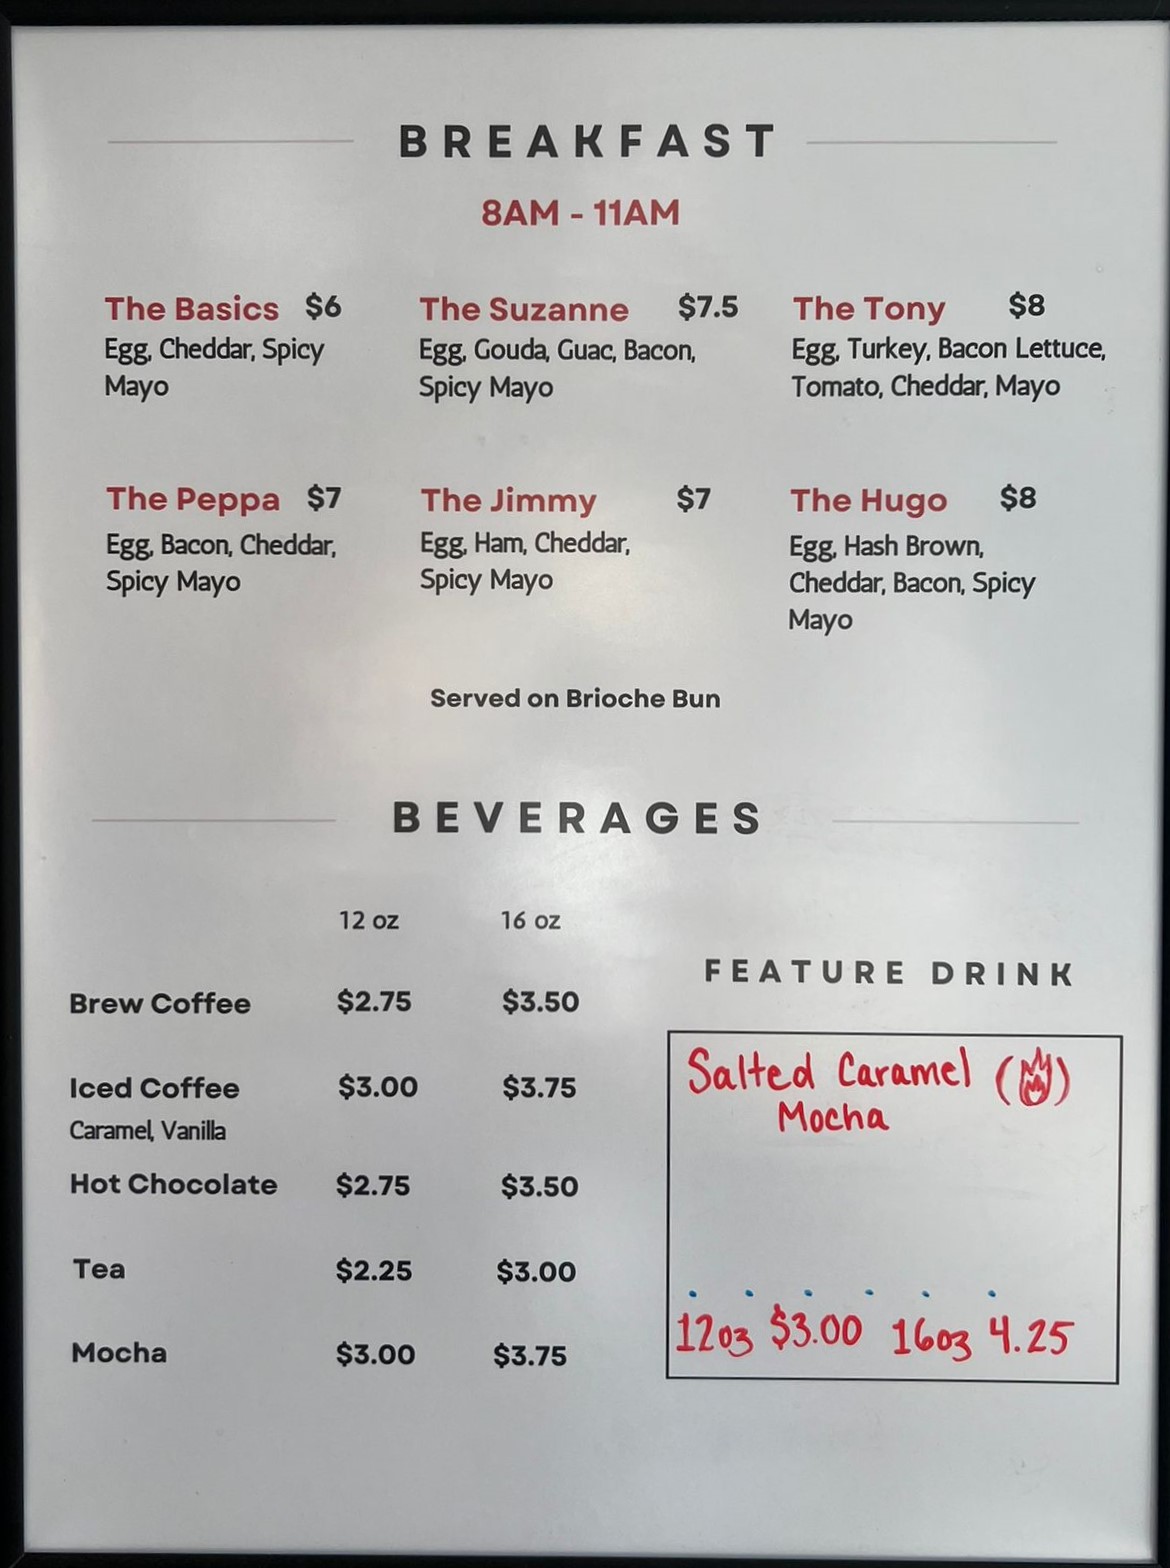 BREAKFAST
8AM - 11AM
The Basics $6
Egg, Cheddar, Spicy
Mayo
The Suzanne $7.5
Egg, Gouda, Guac, Bacon,
Spicy Mayo
The Tony $8
Egg, Turkey, Bacon Lettuce,
Tomato, Cheddar, Mayo
The Peppa $7
Egg, Bacon, Cheddar,
Spicy Mayo
The Jimmy $7
Egg, Ham, Cheddar,
Spicy Mayo
The Hugo $8
Egg, Hash Brown,
Cheddar, Bacon, Spicy
Mayo
Served on Brioche Bun
BEVERAGES
12 oz 16 oz
Brew Coffee $2.75 $3.50
Iced Coffee $3.00 $3.75
Caramel, Vanilla
Hot Chocolate $2.75 $3.50
Tea $2.25 $3.00
Mocha $3.00 $3.75
FEATURE DRINK
Salted Caramel
Mocha
12oz $3.00 16oz 4.25